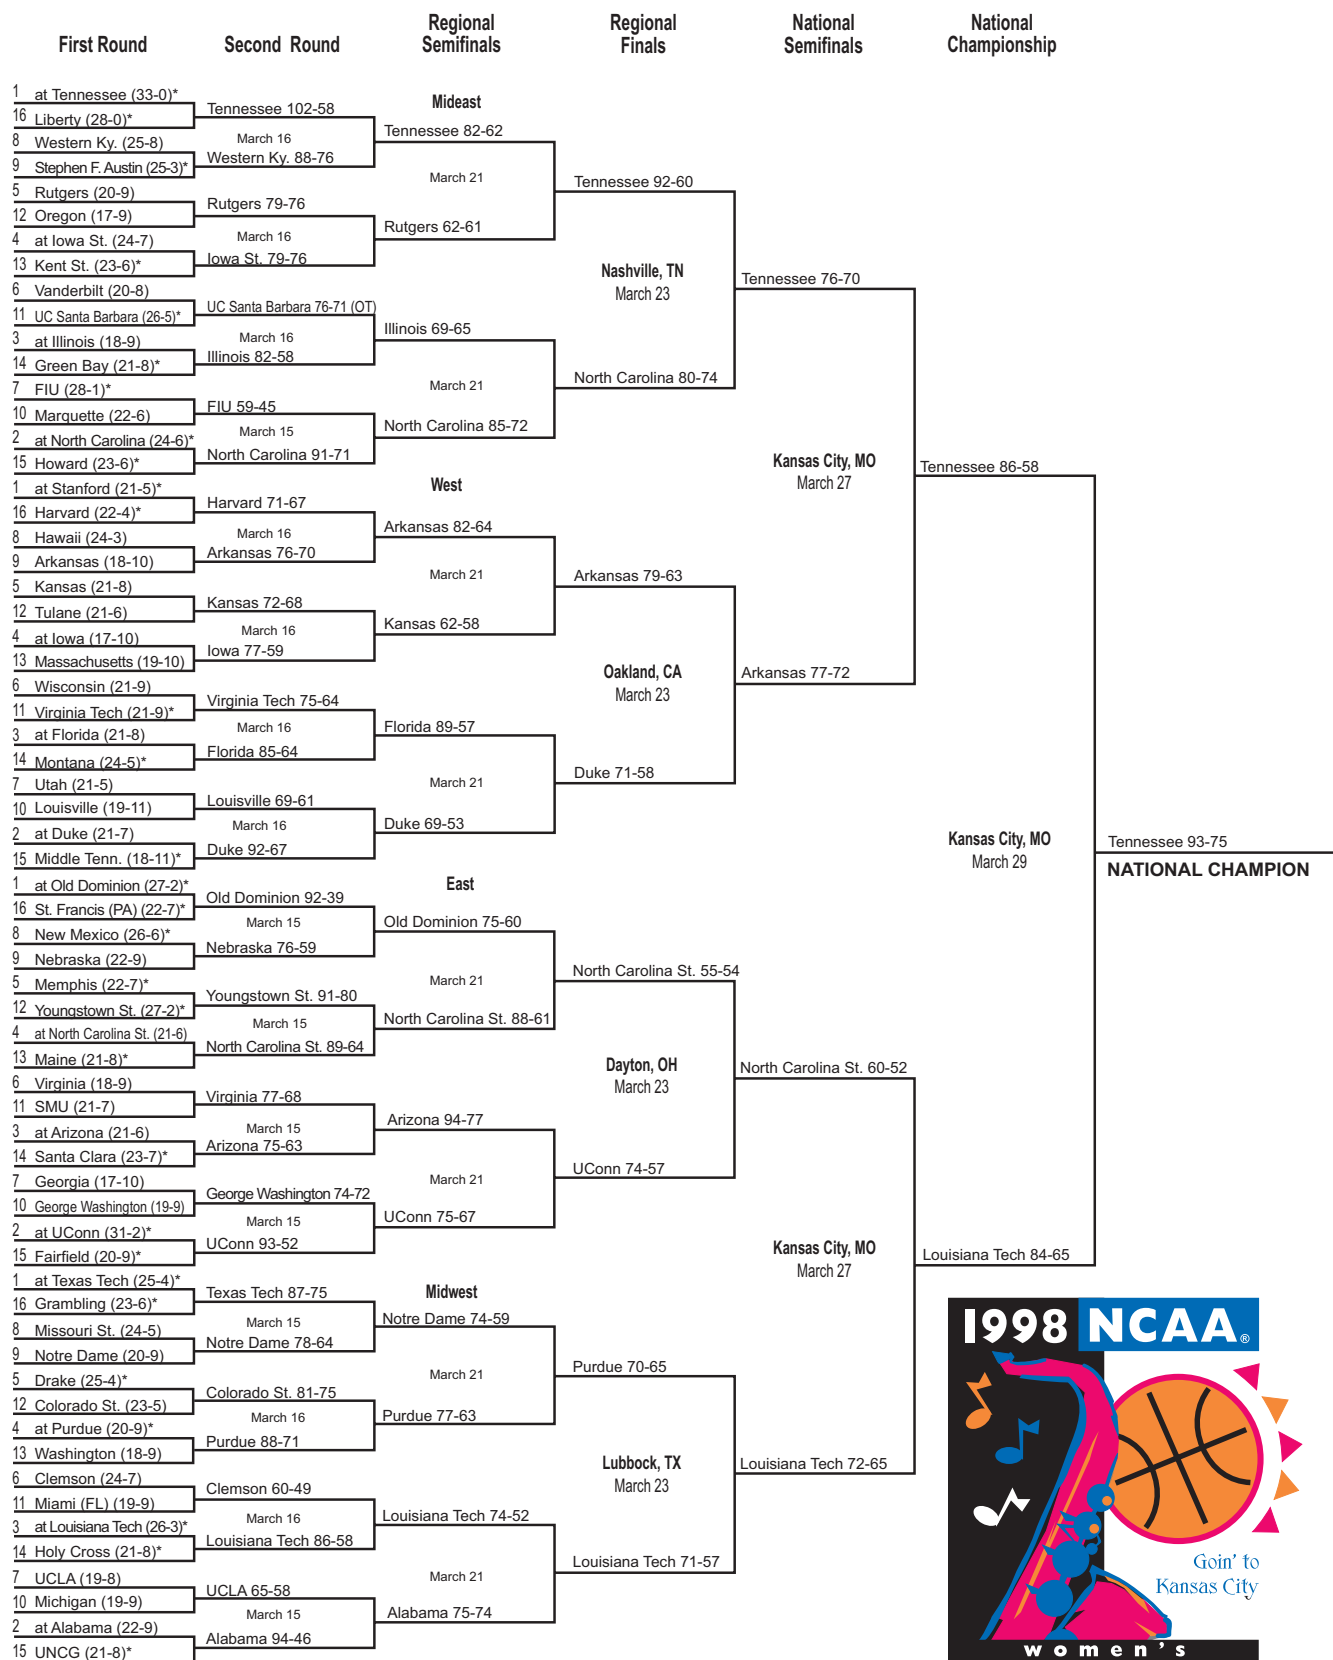 First Round
Second Round
Regional
Semifinals
Regional
Finals
National
Semifinals
National
Championship
1 at Tennessee (33-0)*
16 Liberty (28-0)*
8 Western Ky. (25-8)
9 Stephen F. Austin (25-3)*
5 Rutgers (20-9)
12 Oregon (17-9)
4 at Iowa St. (24-7)
13 Kent St. (23-6)*
6 Vanderbilt (20-8)
11 UC Santa Barbara (26-5)*
3 at Illinois (18-9)
14 Green Bay (21-8)*
7 FIU (28-1)*
10 Marquette (22-6)
2 at North Carolina (24-6)*
15 Howard (23-6)*
1 at Stanford (21-5)*
16 Harvard (22-4)*
8 Hawaii (24-3)
9 Arkansas (18-10)
5 Kansas (21-8)
12 Tulane (21-6)
4 at Iowa (17-10)
13 Massachusetts (19-10)
6 Wisconsin (21-9)
11 Virginia Tech (21-9)*
3 at Florida (21-8)
14 Montana (24-5)*
7 Utah (21-5)
10 Louisville (19-11)
2 at Duke (21-7)
15 Middle Tenn. (18-11)*
1 at Old Dominion (27-2)*
16 St. Francis (PA) (22-7)*
8 New Mexico (26-6)*
9 Nebraska (22-9)
5 Memphis (22-7)*
12 Youngstown St. (27-2)*
4 at North Carolina St. (21-6)
13 Maine (21-8)*
6 Virginia (18-9)
11 SMU (21-7)
3 at Arizona (21-6)
14 Santa Clara (23-7)*
7 Georgia (17-10)
10 George Washington (19-9)
2 at UConn (31-2)*
15 Fairfield (20-9)*
1 at Texas Tech (25-4)*
16 Grambling (23-6)*
8 Missouri St. (24-5)
9 Notre Dame (20-9)
5 Drake (25-4)*
12 Colorado St. (23-5)
4 at Purdue (20-9)*
13 Washington (18-9)
6 Clemson (24-7)
11 Miami (FL) (19-9)
3 at Louisiana Tech (26-3)*
14 Holy Cross (21-8)*
7 UCLA (19-8)
10 Michigan (19-9)
2 at Alabama (22-9)
15 UNCG (21-8)*
Tennessee 102-58
March 16
Western Ky. 88-76
Rutgers 79-76
March 16
Iowa St. 79-76
UC Santa Barbara 76-71 (OT)
March 16
Illinois 82-58
FIU 59-45
March 15
North Carolina 91-71
Harvard 71-67
March 16
Arkansas 76-70
Kansas 72-68
March 16
Iowa 77-59
Virginia Tech 75-64
March 16
Florida 85-64
Louisville 69-61
March 16
Duke 92-67
Old Dominion 92-39
March 15
Nebraska 76-59
Youngstown St. 91-80
March 15
North Carolina St. 89-64
Virginia 77-68
March 15
Arizona 75-63
George Washington 74-72
March 15
UConn 93-52
Texas Tech 87-75
March 15
Notre Dame 78-64
Colorado St. 81-75
March 16
Purdue 88-71
Clemson 60-49
March 16
Louisiana Tech 86-58
UCLA 65-58
March 15
Alabama 94-46
Mideast
Tennessee 82-62
March 21
Rutgers 62-61
Illinois 69-65
March 21
North Carolina 85-72
West
Arkansas 82-64
March 21
Kansas 62-58
Florida 89-57
March 21
Duke 69-53
East
Old Dominion 75-60
March 21
North Carolina St. 88-61
Arizona 94-77
March 21
UConn 75-67
Midwest
Notre Dame 74-59
March 21
Purdue 77-63
Louisiana Tech 74-52
March 21
Alabama 75-74
Tennessee 92-60
Nashville, TN
March 23
North Carolina 80-74
Arkansas 79-63
Oakland, CA
March 23
Duke 71-58
North Carolina St. 55-54
Dayton, OH
March 23
UConn 74-57
Purdue 70-65
Lubbock, TX
March 23
Louisiana Tech 71-57
Tennessee 76-70
Kansas City, MO
March 27
Arkansas 77-72
North Carolina St. 60-52
Kansas City, MO
March 27
Louisiana Tech 72-65
Tennessee 86-58
Kansas City, MO
March 29
Louisiana Tech 84-65
Tennessee 93-75
NATIONAL CHAMPION
1998 NCAA®
Goin' to
Kansas City
women's